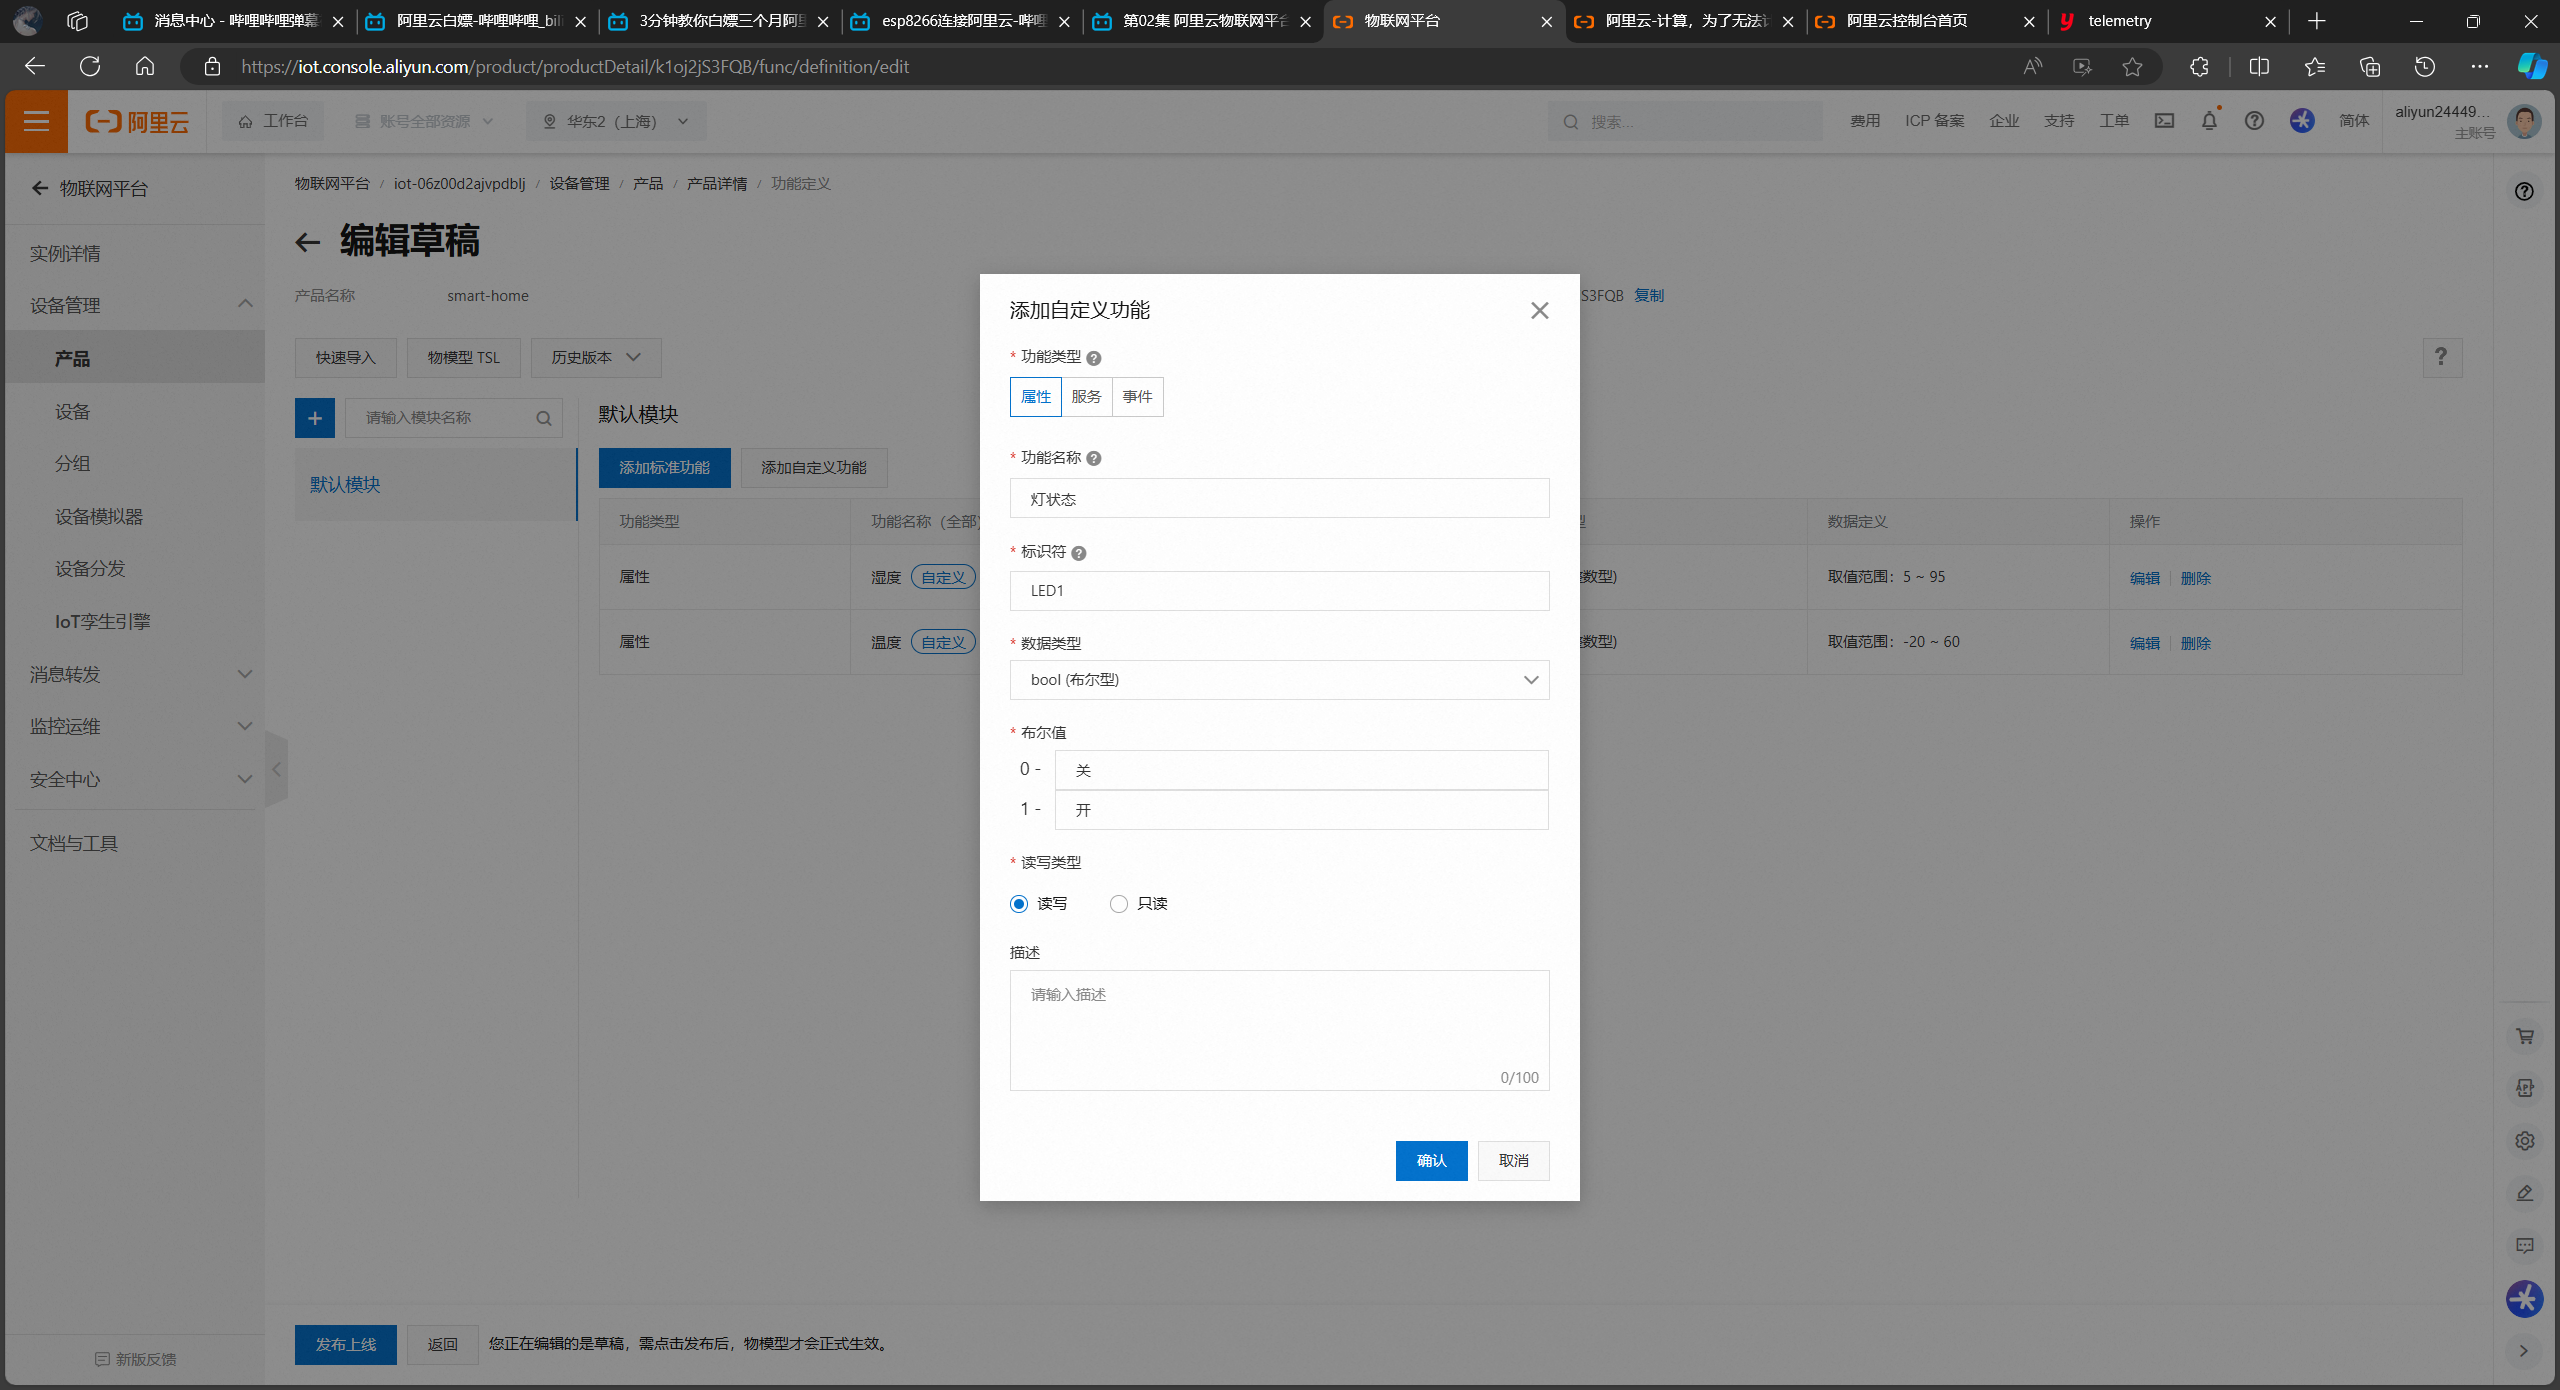 消息中心 - 哔哩哔哩弹幕
阿里云白嫖-哔哩哔哩_bili
3分钟教你白嫖三个月阿里
esp8266连接阿里云-哔哩
第02集 阿里云物联网平台
物联网平台
阿里云-计算，为了无法计
阿里云控制台首页
telemetry
https://iot.console.aliyun.com/product/productDetail/k1oj2jS3FQB/func/definition/edit
阿里云
工作台
账号全部资源
华东2（上海）
搜索...
费用
ICP 备案
企业
支持
工单
简体
aliyun24449...
主账号
物联网平台
实例详情
设备管理
产品
设备
分组
设备模拟器
设备分发
IoT孪生引擎
消息转发
监控运维
安全中心
文档与工具
新版反馈
物联网平台 / iot-06z00d2ajvpdblj / 设备管理 / 产品 / 产品详情 / 功能定义
编辑草稿
产品名称 smart-home
S3FQB 复制
快速导入
物模型 TSL
历史版本
请输入模块名称
默认模块
默认模块
添加标准功能
添加自定义功能
功能类型 功能名称（全部） 型 数据定义 操作
属性 湿度 自定义 数型) 取值范围：5 ~ 95 编辑 删除
属性 温度 自定义 数型) 取值范围：-20 ~ 60 编辑 删除
添加自定义功能
* 功能类型
属性 服务 事件
* 功能名称
灯状态
* 标识符
LED1
* 数据类型
bool (布尔型)
* 布尔值
0 - 关
1 - 开
* 读写类型
读写 只读
描述
请输入描述
0/100
确认 取消
发布上线
返回
您正在编辑的是草稿，需点击发布后，物模型才会正式生效。
APP